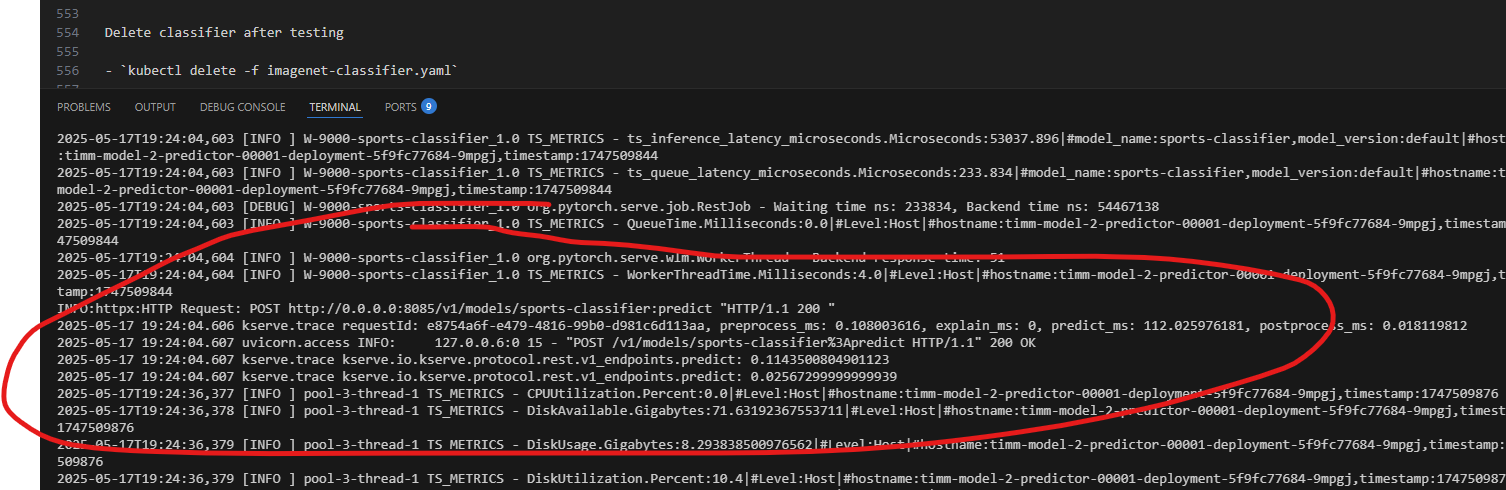 553
554 Delete classifier after testing
555
556 - `kubectl delete -f imagenet-classifier.yaml`
PROBLEMS OUTPUT DEBUG CONSOLE TERMINAL PORTS 9
2025-05-17T19:24:04,603 [INFO ] W-9000-sports-classifier_1.0 TS_METRICS - ts_inference_latency_microseconds.Microseconds:53037.896|#model_name:sports-classifier,model_version:default|#host
:timm-model-2-predictor-00001-deployment-5f9fc77684-9mpgj,timestamp:1747509844
2025-05-17T19:24:04,603 [INFO ] W-9000-sports-classifier_1.0 TS_METRICS - ts_queue_latency_microseconds.Microseconds:233.834|#model_name:sports-classifier,model_version:default|#hostname:t
model-2-predictor-00001-deployment-5f9fc77684-9mpgj,timestamp:1747509844
2025-05-17T19:24:04,603 [DEBUG] W-9000-sports-classifier_1.0 org.pytorch.serve.job.RestJob - Waiting time ns: 233834, Backend time ns: 54467138
2025-05-17T19:24:04,603 [INFO ] W-9000-sports-classifier_1.0 TS_METRICS - QueueTime.Milliseconds:0.0|#Level:Host|#hostname:timm-model-2-predictor-00001-deployment-5f9fc77684-9mpgj,timestamp:17
47509844
2025-05-17T19:24:04,604 [INFO ] W-9000-sports-classifier_1.0 org.pytorch.serve.wlm.WorkerThread - Backend response time: 51
2025-05-17T19:24:04,604 [INFO ] W-9000-sports-classifier_1.0 TS_METRICS - WorkerThreadTime.Milliseconds:4.0|#Level:Host|#hostname:timm-model-2-predictor-00001-deployment-5f9fc77684-9mpgj,t
tamp:1747509844
INFO:httpx:HTTP Request: POST http://0.0.0.0:8085/v1/models/sports-classifier:predict "HTTP/1.1 200 "
2025-05-17 19:24:04.606 kserve.trace requestId: e8754a6f-e479-4816-99b0-d981c6d113aa, preprocess_ms: 0.108003616, explain_ms: 0, predict_ms: 112.025976181, postprocess_ms: 0.018119812
2025-05-17 19:24:04.607 uvicorn.access INFO: 127.0.0.6:0 15 - "POST /v1/models/sports-classifier%3Apredict HTTP/1.1" 200 OK
2025-05-17 19:24:04.607 kserve.trace kserve.io.kserve.protocol.rest.v1_endpoints.predict: 0.1143500804901123
2025-05-17 19:24:04.607 kserve.trace kserve.io.kserve.protocol.rest.v1_endpoints.predict: 0.02567299999999939
2025-05-17T19:24:36,377 [INFO ] pool-3-thread-1 TS_METRICS - CPUUtilization.Percent:0.0|#Level:Host|#hostname:timm-model-2-predictor-00001-deployment-5f9fc77684-9mpgj,timestamp:1747509876
2025-05-17T19:24:36,378 [INFO ] pool-3-thread-1 TS_METRICS - DiskAvailable.Gigabytes:71.63192367553711|#Level:Host|#hostname:timm-model-2-predictor-00001-deployment-5f9fc77684-9mpgj,timest
1747509876
2025-05-17T19:24:36,379 [INFO ] pool-3-thread-1 TS_METRICS - DiskUsage.Gigabytes:8.293838500976562|#Level:Host|#hostname:timm-model-2-predictor-00001-deployment-5f9fc77684-9mpgj,timestamp:
509876
2025-05-17T19:24:36,379 [INFO ] pool-3-thread-1 TS_METRICS - DiskUtilization.Percent:10.4|#Level:Host|#hostname:timm-model-2-predictor-00001-deployment-5f9fc77684-9mpgj,timestamp:174750987